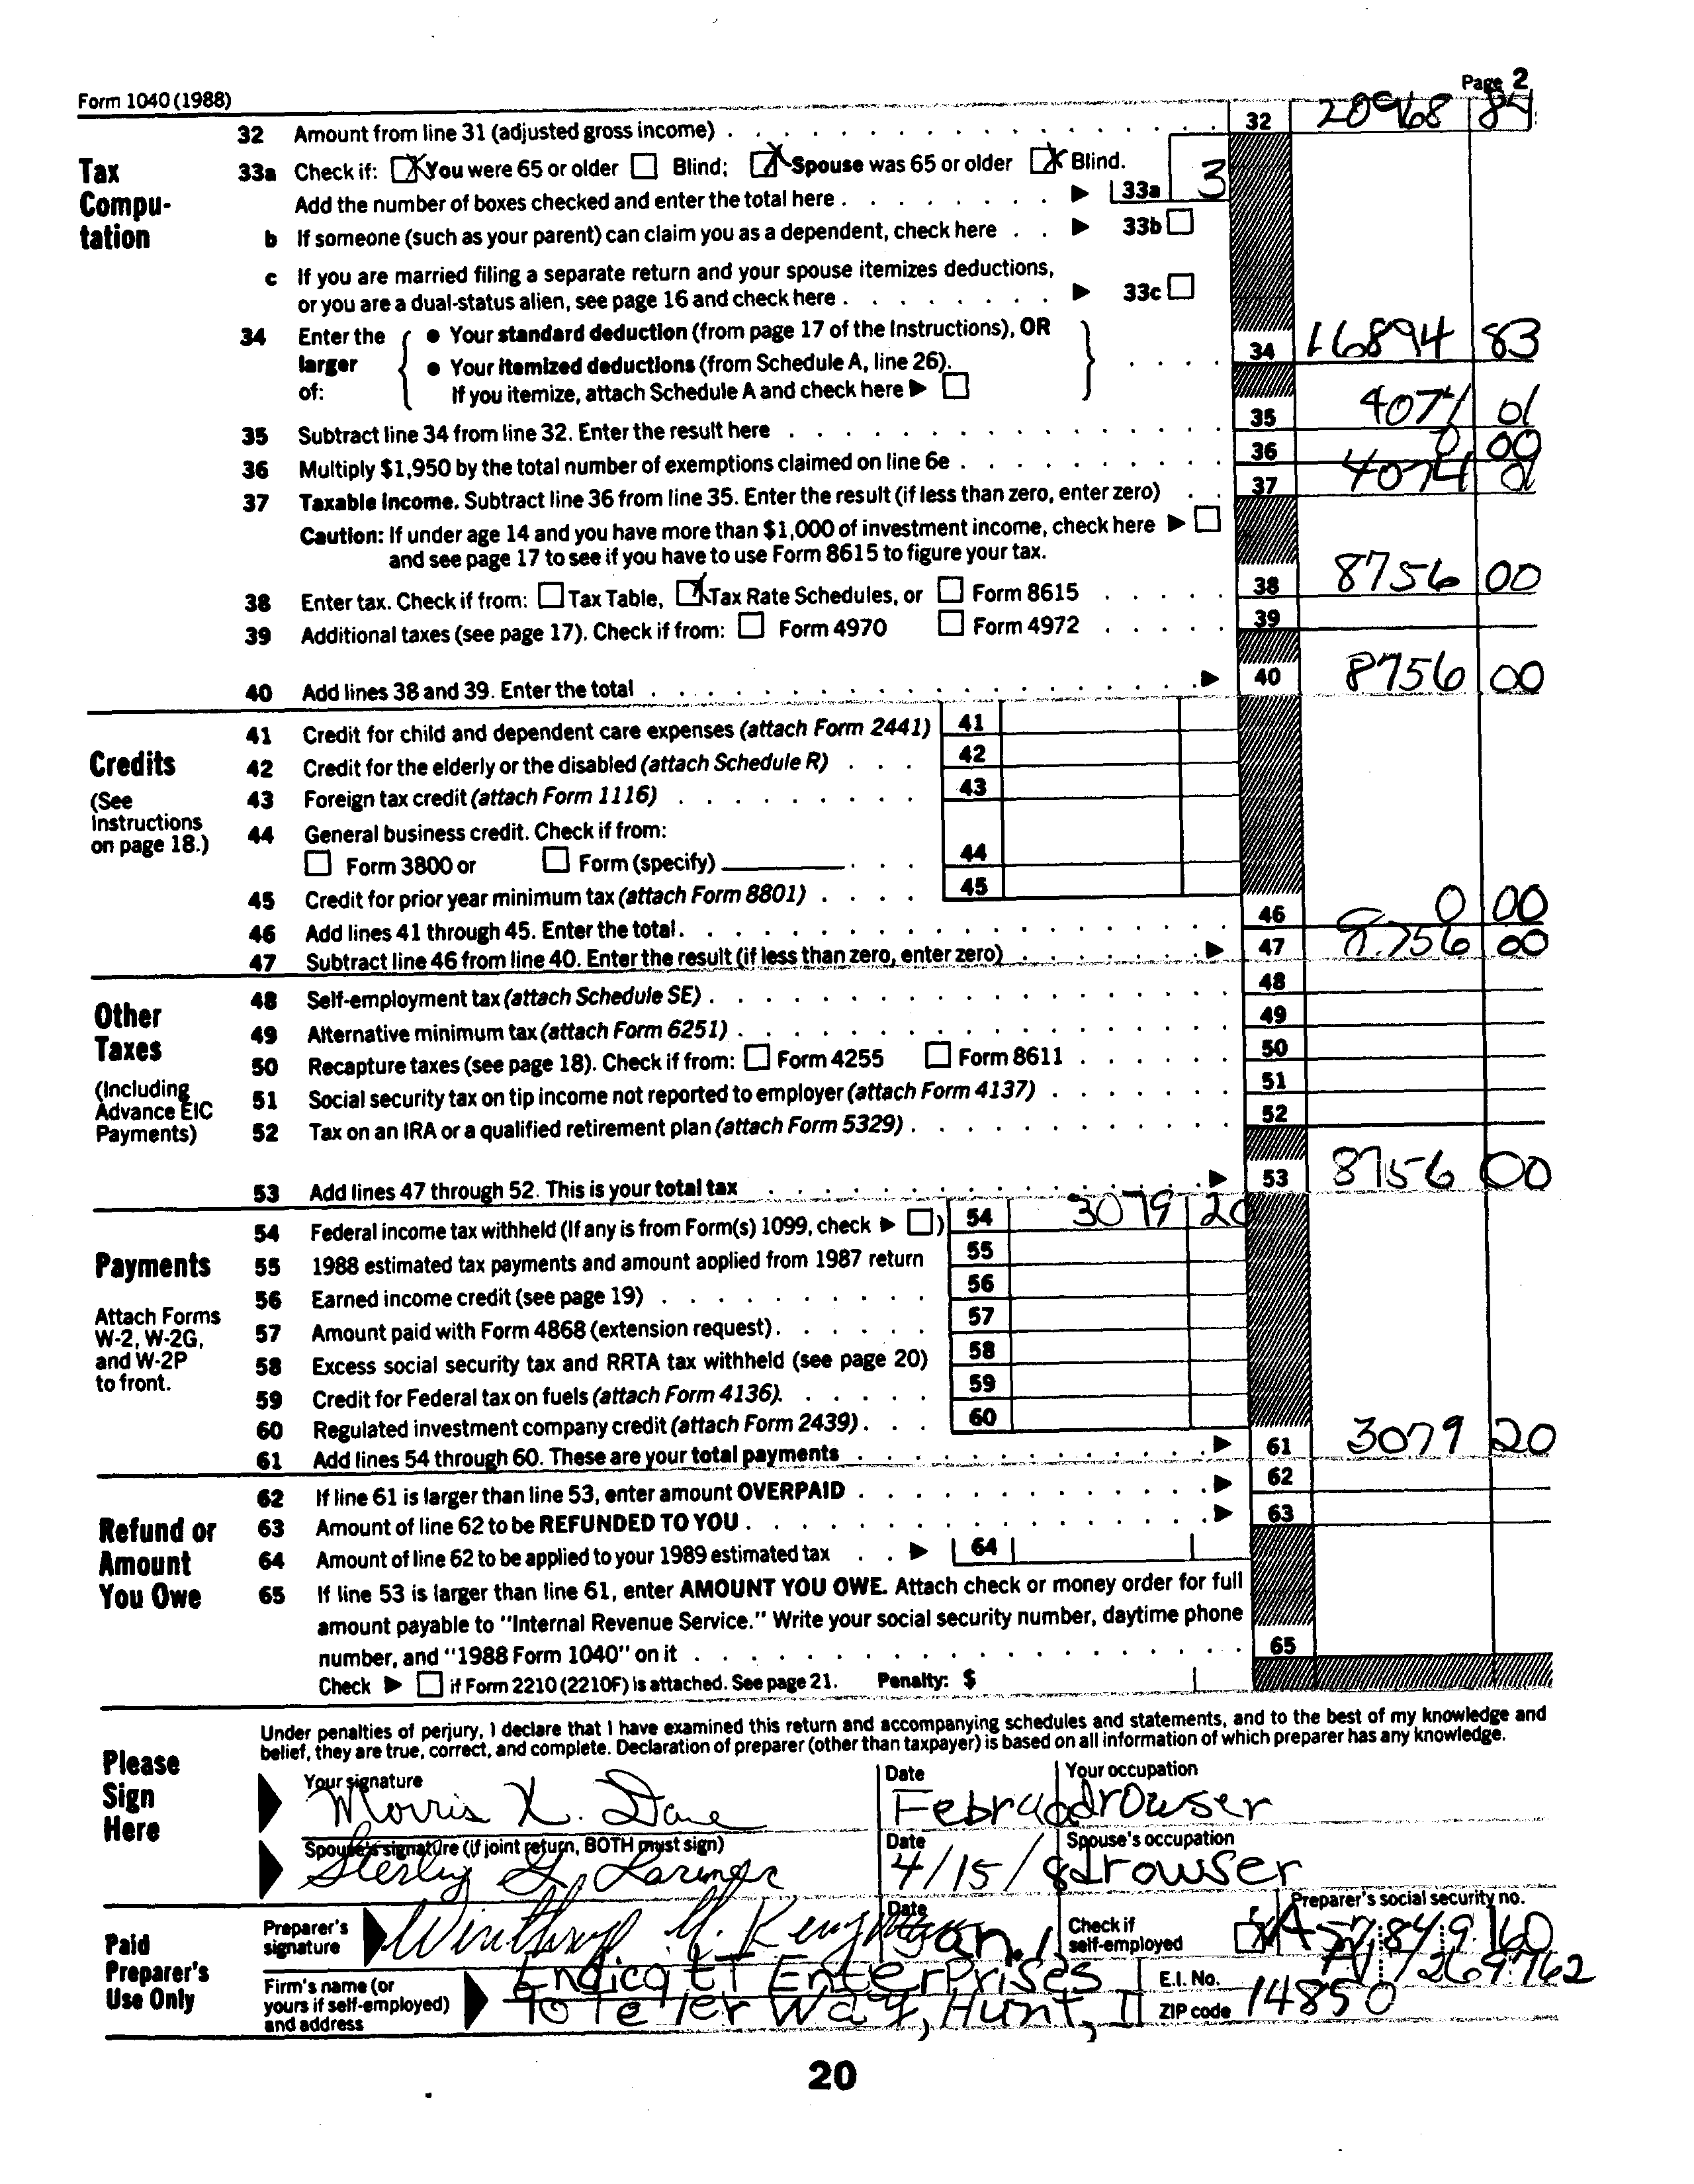 Form 1040 (1988) Page 2
Tax Computation
32 Amount from line 31 (adjusted gross income) 32 20968 84
33a Check if: You were 65 or older Blind; Spouse was 65 or older Blind.
Add the number of boxes checked and enter the total here 33a 3
b If someone (such as your parent) can claim you as a dependent, check here 33b
c If you are married filing a separate return and your spouse itemizes deductions,
or you are a dual-status alien, see page 16 and check here 33c
34 Enter the larger of: • Your standard deduction (from page 17 of the Instructions), OR
• Your itemized deductions (from Schedule A, line 26). 34 16894 83
If you itemize, attach Schedule A and check here
35 Subtract line 34 from line 32. Enter the result here 35 4074 01
36 Multiply $1,950 by the total number of exemptions claimed on line 6e 36 0 00
37 Taxable income. Subtract line 36 from line 35. Enter the result (if less than zero, enter zero) 37 4074 01
Caution: If under age 14 and you have more than $1,000 of investment income, check here
and see page 17 to see if you have to use Form 8615 to figure your tax.
38 Enter tax. Check if from: Tax Table, Tax Rate Schedules, or Form 8615 38 8756 00
39 Additional taxes (see page 17). Check if from: Form 4970 Form 4972 39
40 Add lines 38 and 39. Enter the total 40 8756 00
Credits
(See Instructions on page 18.)
41 Credit for child and dependent care expenses (attach Form 2441) 41
42 Credit for the elderly or the disabled (attach Schedule R) 42
43 Foreign tax credit (attach Form 1116) 43
44 General business credit. Check if from:
Form 3800 or Form (specify) 44
45 Credit for prior year minimum tax (attach Form 8801) 45
46 Add lines 41 through 45. Enter the total. 46 0 00
47 Subtract line 46 from line 40. Enter the result (if less than zero, enter zero) 47 8756 00
Other Taxes
(Including Advance EIC Payments)
48 Self-employment tax (attach Schedule SE) 48
49 Alternative minimum tax (attach Form 6251) 49
50 Recapture taxes (see page 18). Check if from: Form 4255 Form 8611 50
51 Social security tax on tip income not reported to employer (attach Form 4137) 51
52 Tax on an IRA or a qualified retirement plan (attach Form 5329) 52
53 Add lines 47 through 52. This is your total tax 53 8756 00
Payments
Attach Forms W-2, W-2G, and W-2P to front.
54 Federal income tax withheld (If any is from Form(s) 1099, check ) 54 3079 20
55 1988 estimated tax payments and amount applied from 1987 return 55
56 Earned income credit (see page 19) 56
57 Amount paid with Form 4868 (extension request) 57
58 Excess social security tax and RRTA tax withheld (see page 20) 58
59 Credit for Federal tax on fuels (attach Form 4136). 59
60 Regulated investment company credit (attach Form 2439) 60
61 Add lines 54 through 60. These are your total payments 61 3079 20
Refund or Amount You Owe
62 If line 61 is larger than line 53, enter amount OVERPAID 62
63 Amount of line 62 to be REFUNDED TO YOU 63
64 Amount of line 62 to be applied to your 1989 estimated tax 64
65 If line 53 is larger than line 61, enter AMOUNT YOU OWE. Attach check or money order for full
amount payable to "Internal Revenue Service." Write your social security number, daytime phone
number, and "1988 Form 1040" on it 65
Check if Form 2210 (2210F) is attached. See page 21. Penalty: $
Please Sign Here
Under penalties of perjury, I declare that I have examined this return and accompanying schedules and statements, and to the best of my knowledge and
belief, they are true, correct, and complete. Declaration of preparer (other than taxpayer) is based on all information of which preparer has any knowledge.
Your signature Date Your occupation
Morris X. Dane drowser
Spouse's signature (if joint return, BOTH must sign) Date Spouse's occupation
Sterling 4/15/ drowser
Paid Preparer's Use Only
Preparer's signature Winthrop Date Check if self-employed Preparer's social security no.
Firm's name (or yours if self-employed) and address Endicott Enterprises E.I. No.
Way, Hunt, ZIP code 14850
20